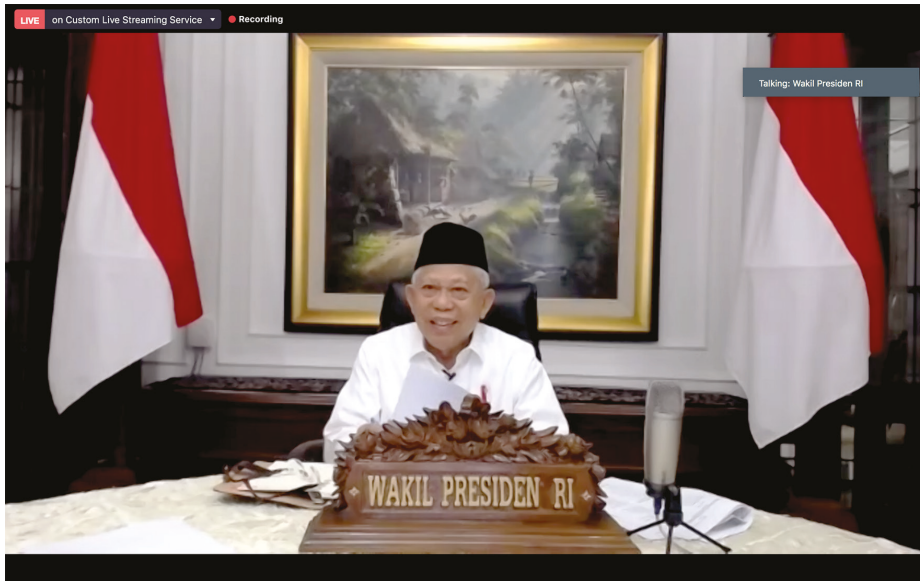 LIVE on Custom Live Streaming Service Recording
Talking: Wakil Presiden RI
WAKIL PRESIDEN RI